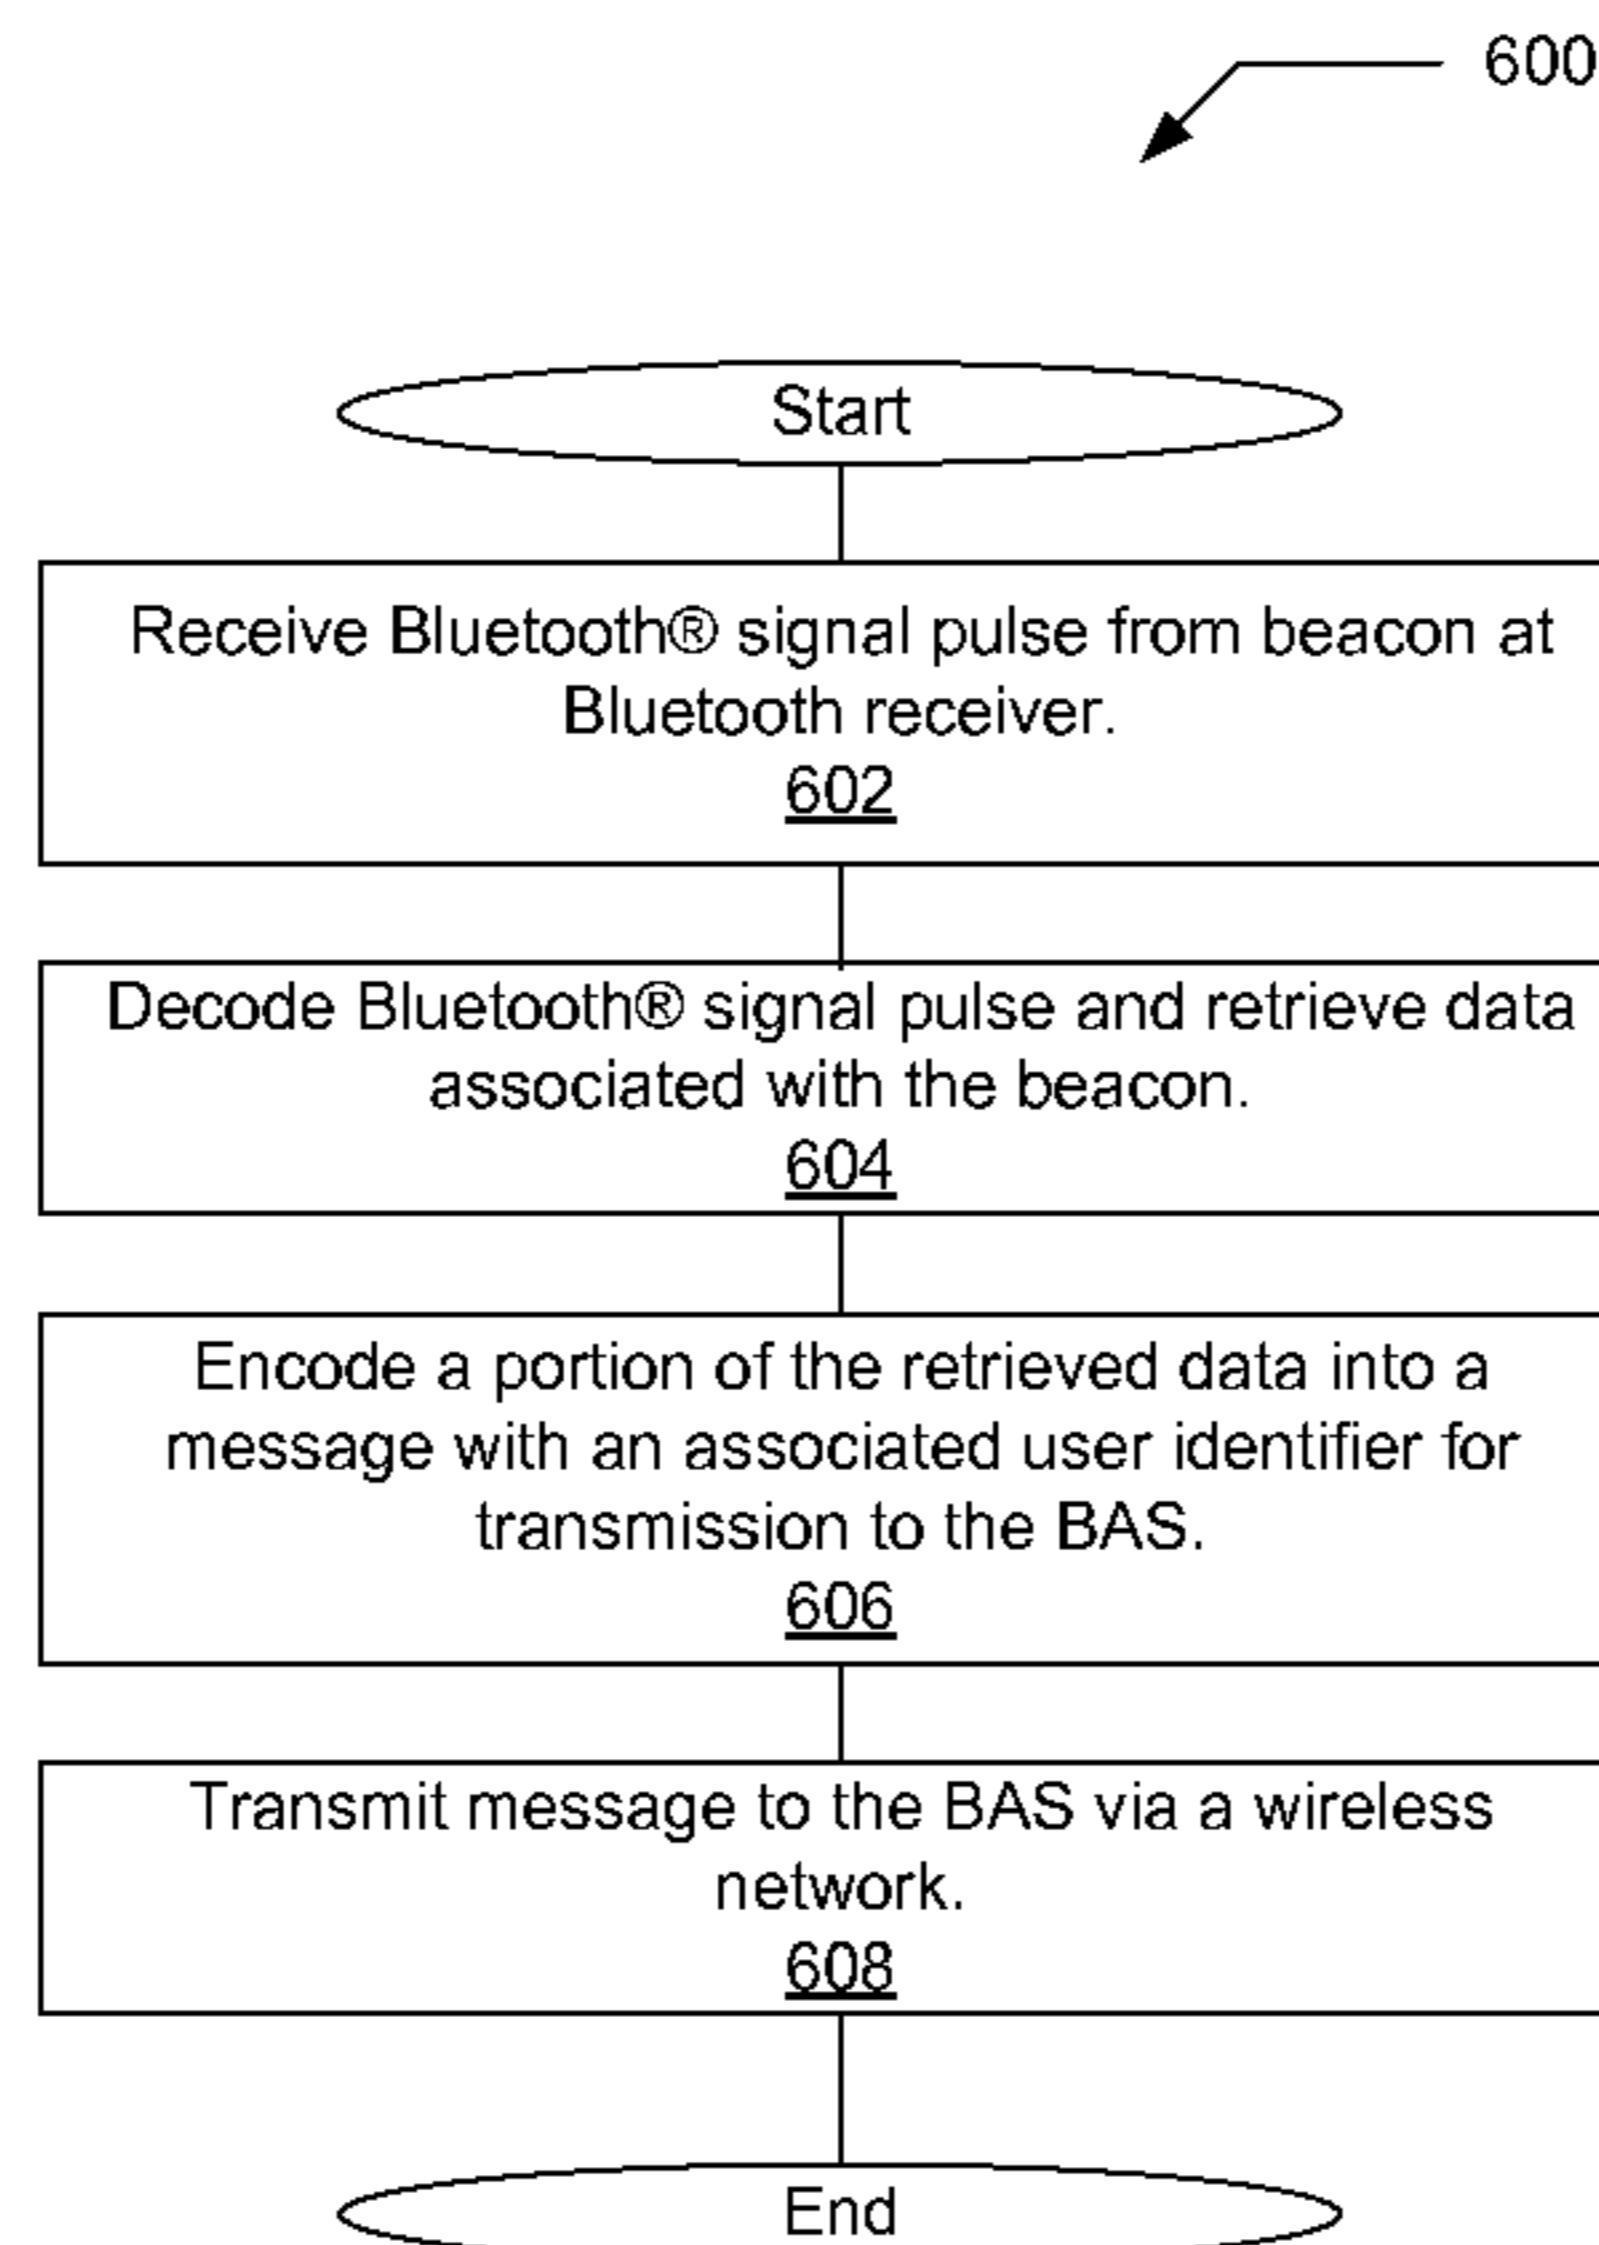 600
Start
Receive Bluetooth® signal pulse from beacon at
Bluetooth receiver.
602
Decode Bluetooth® signal pulse and retrieve data
associated with the beacon.
604
Encode a portion of the retrieved data into a
message with an associated user identifier for
transmission to the BAS.
606
Transmit message to the BAS via a wireless
network.
608
End